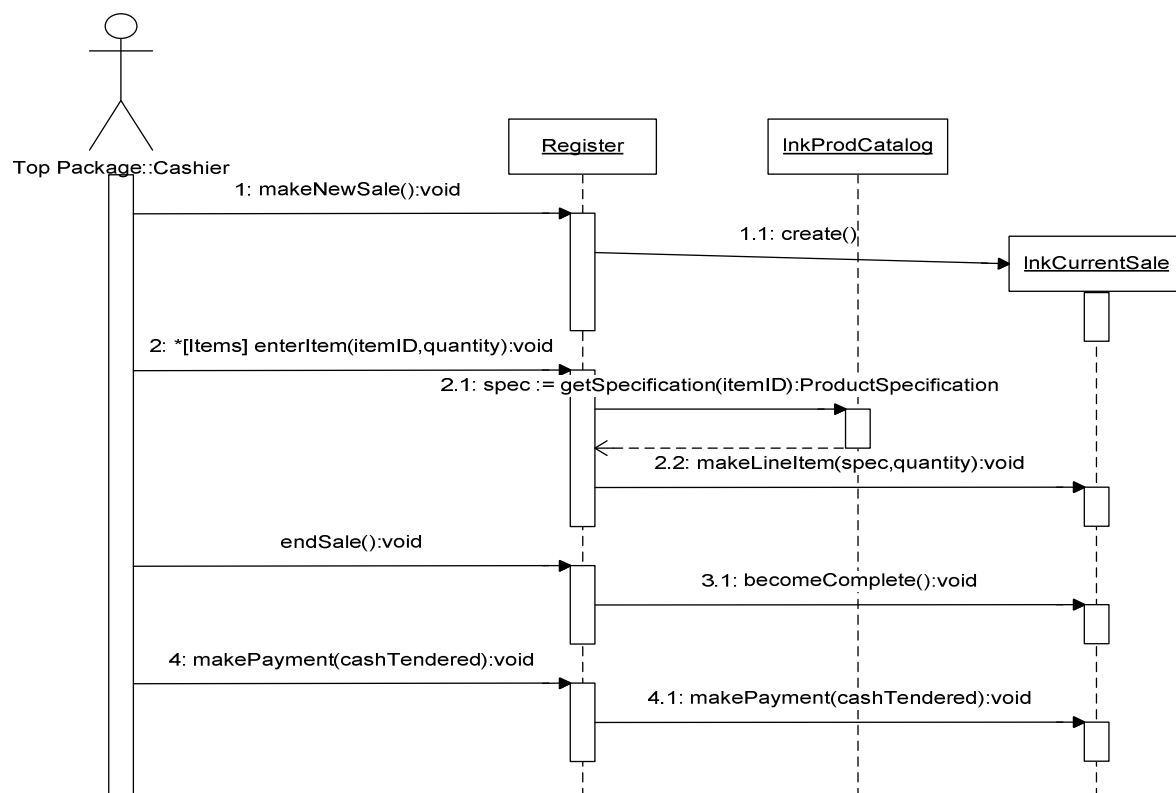 Top Package::Cashier
Register
lnkProdCatalog
1: makeNewSale():void
1.1: create()
lnkCurrentSale
2: *[Items] enterItem(itemID,quantity):void
2.1: spec := getSpecification(itemID):ProductSpecification
2.2: makeLineItem(spec,quantity):void
endSale():void
3.1: becomeComplete():void
4: makePayment(cashTendered):void
4.1: makePayment(cashTendered):void